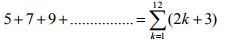 5 + 7 + 9 + ................ = \sum_{k=1}^{12} (2k + 3)